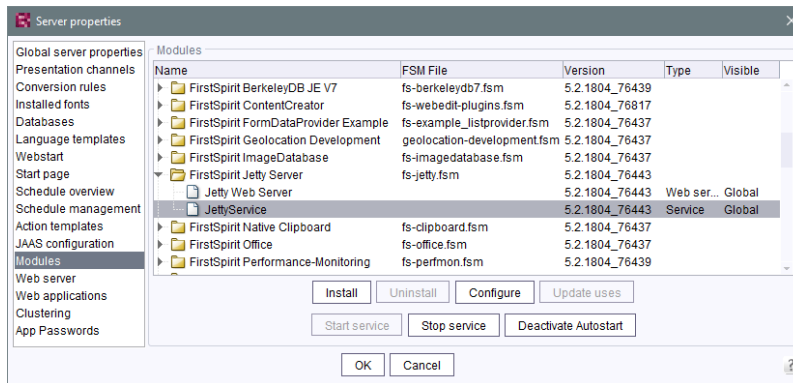 Server properties
Global server properties
Presentation channels
Conversion rules
Installed fonts
Databases
Language templates
Webstart
Start page
Schedule overview
Schedule management
Action templates
JAAS configuration
Modules
Web server
Web applications
Clustering
App Passwords
Modules
Name FSM File Version Type Visible
FirstSpirit BerkeleyDB JE V7 fs-berkeleydb7.fsm 5.2.1804_76439
FirstSpirit ContentCreator fs-webedit-plugins.fsm 5.2.1804_76817
FirstSpirit FormDataProvider Example fs-example_listprovider.fsm 5.2.1804_76437
FirstSpirit Geolocation Development geolocation-development.fsm 5.2.1804_76437
FirstSpirit ImageDatabase fs-imagedatabase.fsm 5.2.1804_76437
FirstSpirit Jetty Server fs-jetty.fsm 5.2.1804_76443
Jetty Web Server 5.2.1804_76443 Web ser... Global
JettyService 5.2.1804_76443 Service Global
FirstSpirit Native Clipboard fs-clipboard.fsm 5.2.1804_76437
FirstSpirit Office fs-office.fsm 5.2.1804_76437
FirstSpirit Performance-Monitoring fs-perfmon.fsm 5.2.1804_76439
Install Uninstall Configure Update uses
Start service Stop service Deactivate Autostart
OK Cancel
?